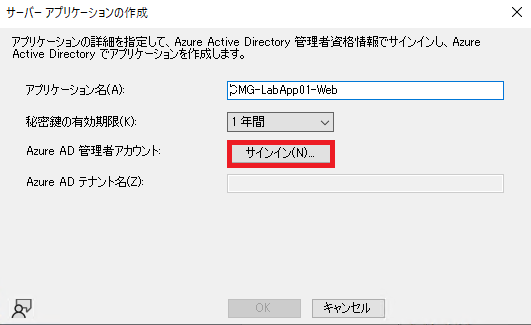 サーバー アプリケーションの作成
アプリケーションの詳細を指定して、Azure Active Directory 管理者資格情報でサインインし、Azure
Active Directory でアプリケーションを作成します。
アプリケーション名(A): CMG-LabApp01-Web
秘密鍵の有効期限(K): 1 年間
Azure AD 管理者アカウント: サインイン(N)...
Azure AD テナント名(Z):
OK キャンセル